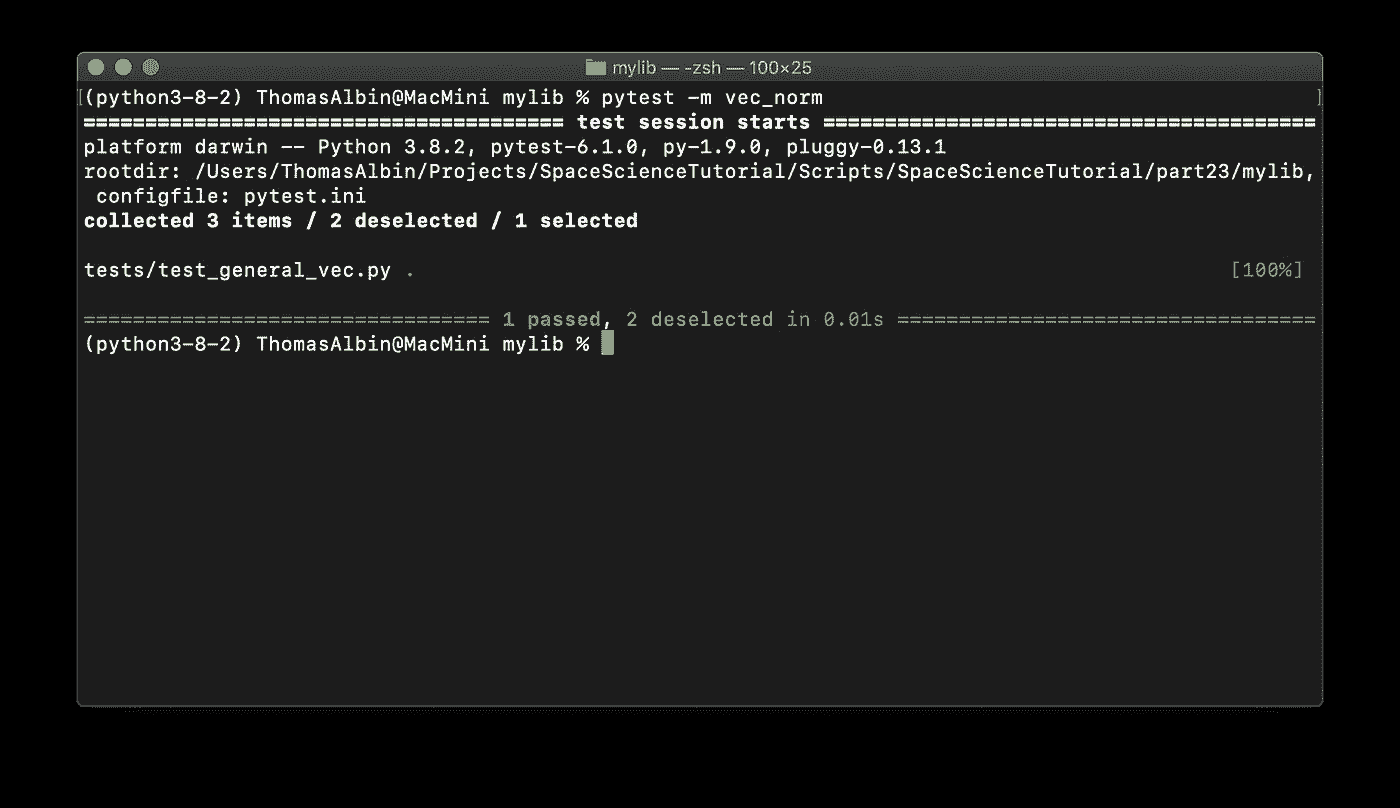 mylib — -zsh — 100×25
[(python3-8-2) ThomasAlbin@MacMini mylib % pytest -m vec_norm ]
======================================= test session starts ========================================
platform darwin -- Python 3.8.2, pytest-6.1.0, py-1.9.0, pluggy-0.13.1
rootdir: /Users/ThomasAlbin/Projects/SpaceScienceTutorial/Scripts/SpaceScienceTutorial/part23/mylib,
 configfile: pytest.ini
collected 3 items / 2 deselected / 1 selected
tests/test_general_vec.py . [100%]
================================= 1 passed, 2 deselected in 0.01s ==================================
(python3-8-2) ThomasAlbin@MacMini mylib %